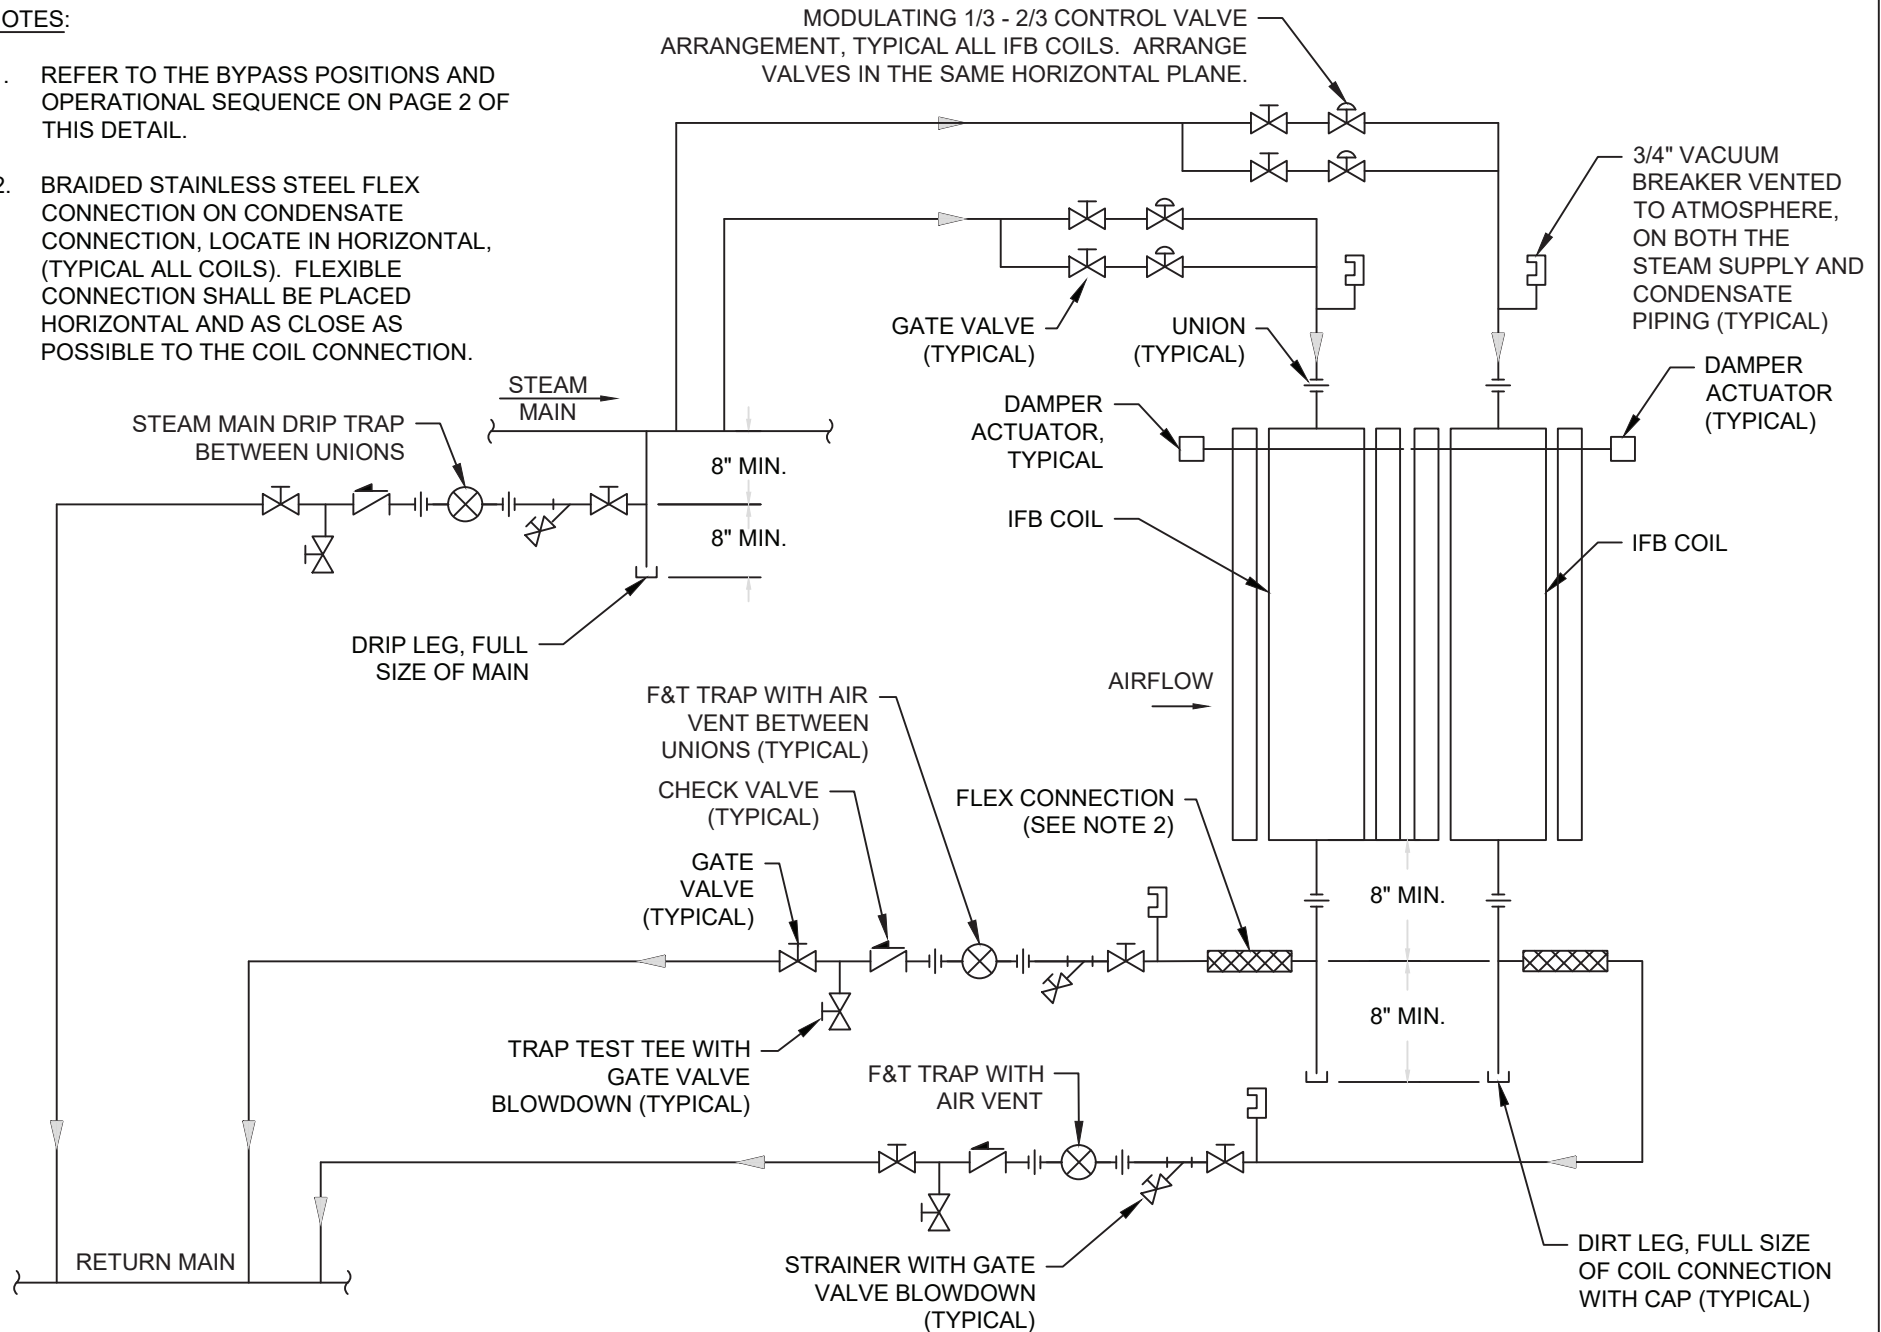 OTES:
. REFER TO THE BYPASS POSITIONS AND
OPERATIONAL SEQUENCE ON PAGE 2 OF
THIS DETAIL.
2. BRAIDED STAINLESS STEEL FLEX
CONNECTION ON CONDENSATE
CONNECTION, LOCATE IN HORIZONTAL,
(TYPICAL ALL COILS). FLEXIBLE
CONNECTION SHALL BE PLACED
HORIZONTAL AND AS CLOSE AS
POSSIBLE TO THE COIL CONNECTION.
MODULATING 1/3 - 2/3 CONTROL VALVE
ARRANGEMENT, TYPICAL ALL IFB COILS. ARRANGE
VALVES IN THE SAME HORIZONTAL PLANE.
3/4" VACUUM
BREAKER VENTED
TO ATMOSPHERE,
ON BOTH THE
STEAM SUPPLY AND
CONDENSATE
PIPING (TYPICAL)
GATE VALVE
(TYPICAL)
UNION
(TYPICAL)
DAMPER
ACTUATOR
(TYPICAL)
STEAM
MAIN
DAMPER
ACTUATOR,
TYPICAL
STEAM MAIN DRIP TRAP
BETWEEN UNIONS
8" MIN.
8" MIN.
IFB COIL
IFB COIL
DRIP LEG, FULL
SIZE OF MAIN
AIRFLOW
F&T TRAP WITH AIR
VENT BETWEEN
UNIONS (TYPICAL)
CHECK VALVE
(TYPICAL)
FLEX CONNECTION
(SEE NOTE 2)
GATE
VALVE
(TYPICAL)
8" MIN.
8" MIN.
TRAP TEST TEE WITH
GATE VALVE
BLOWDOWN (TYPICAL)
F&T TRAP WITH
AIR VENT
RETURN MAIN
STRAINER WITH GATE
VALVE BLOWDOWN
(TYPICAL)
DIRT LEG, FULL SIZE
OF COIL CONNECTION
WITH CAP (TYPICAL)